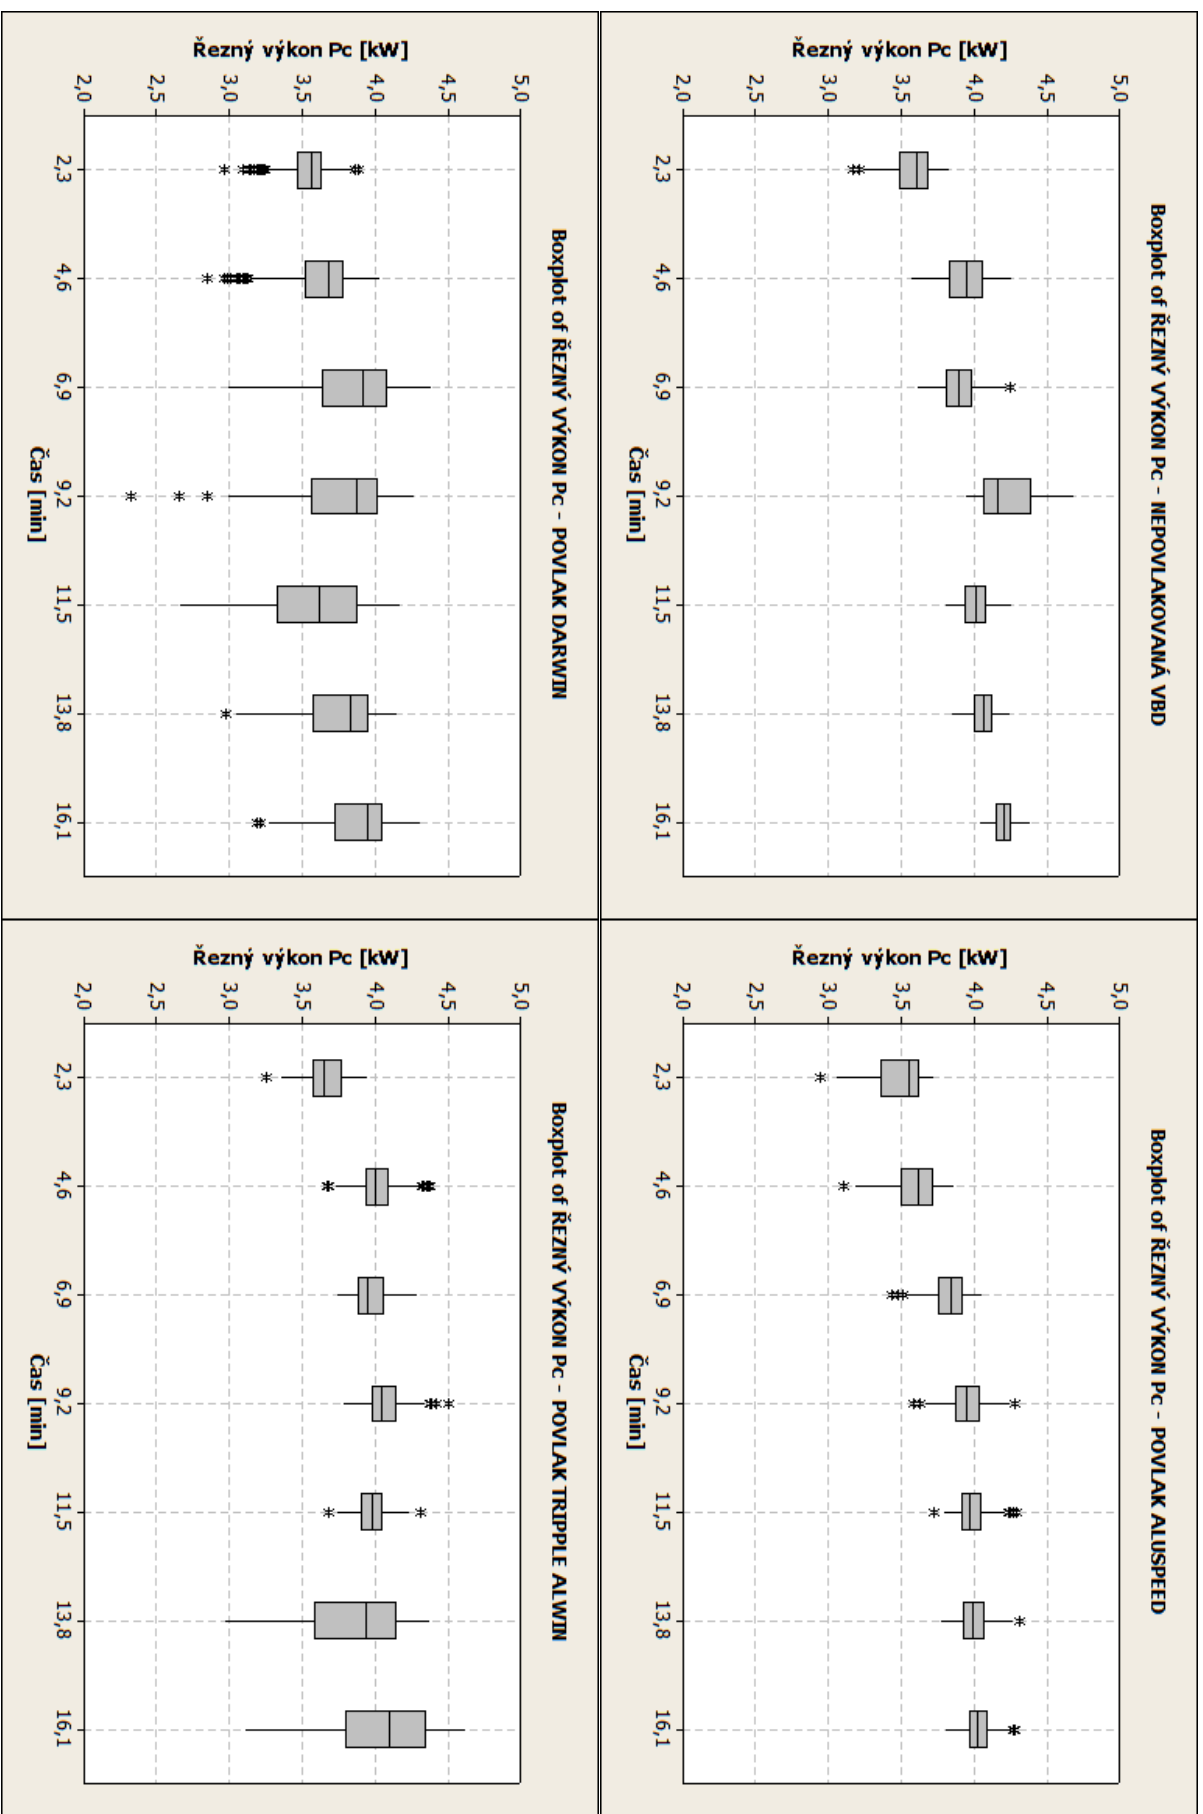 Boxplot of ŘEZNÝ VÝKON Pc - NEPOVLAKOVANÁ VBD
Řezný výkon Pc [kW]
5,0
4,5
4,0
3,5
3,0
2,5
2,0
2,3 4,6 6,9 9,2 11,5 13,8 16,1
Čas [min]
Boxplot of ŘEZNÝ VÝKON Pc - POVLAK ALUSPEED
Řezný výkon Pc [kW]
5,0
4,5
4,0
3,5
3,0
2,5
2,0
2,3 4,6 6,9 9,2 11,5 13,8 16,1
Čas [min]
Boxplot of ŘEZNÝ VÝKON Pc - POVLAK DARWIN
Řezný výkon Pc [kW]
5,0
4,5
4,0
3,5
3,0
2,5
2,0
2,3 4,6 6,9 9,2 11,5 13,8 16,1
Čas [min]
Boxplot of ŘEZNÝ VÝKON Pc - POVLAK TRIPPLE ALWIN
Řezný výkon Pc [kW]
5,0
4,5
4,0
3,5
3,0
2,5
2,0
2,3 4,6 6,9 9,2 11,5 13,8 16,1
Čas [min]